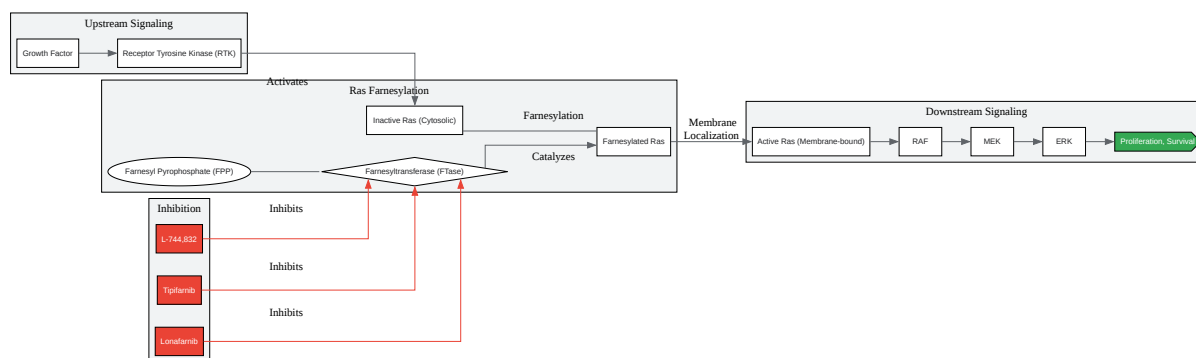 Upstream Signaling
Growth Factor
Receptor Tyrosine Kinase (RTK)
Activates
Ras Farnesylation
Inactive Ras (Cytosolic)
Farnesylation
Farnesylated Ras
Catalyzes
Farnesyl Pyrophosphate (FPP)
Farnesyltransferase (FTase)
Membrane
Localization
Downstream Signaling
Active Ras (Membrane-bound)
RAF
MEK
ERK
Proliferation, Survival
Inhibition
Inhibits
L-744,832
Inhibits
Tipifarnib
Inhibits
Lonafarnib